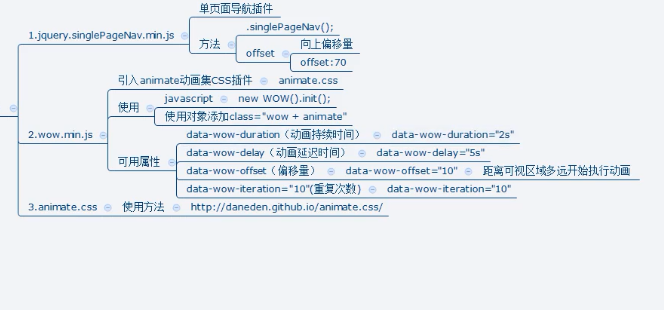 单页面导航插件
1.jquery.singlePageNav.min.js
.singlePageNav();
方法
向上偏移量
offset
offset:70
引入animate动画集CSS插件 animate.css
使用 javascript new WOW().init();
使用对象添加class="wow + animate"
2.wow.min.js
data-wow-duration（动画持续时间） data-wow-duration="2s"
data-wow-delay（动画延迟时间） data-wow-delay="5s"
可用属性
data-wow-offset（偏移量） data-wow-offset="10" 距离可视区域多远开始执行动画
data-wow-iteration="10"(重复次数) data-wow-iteration="10"
3.animate.css 使用方法 http://daneden.github.io/animate.css/